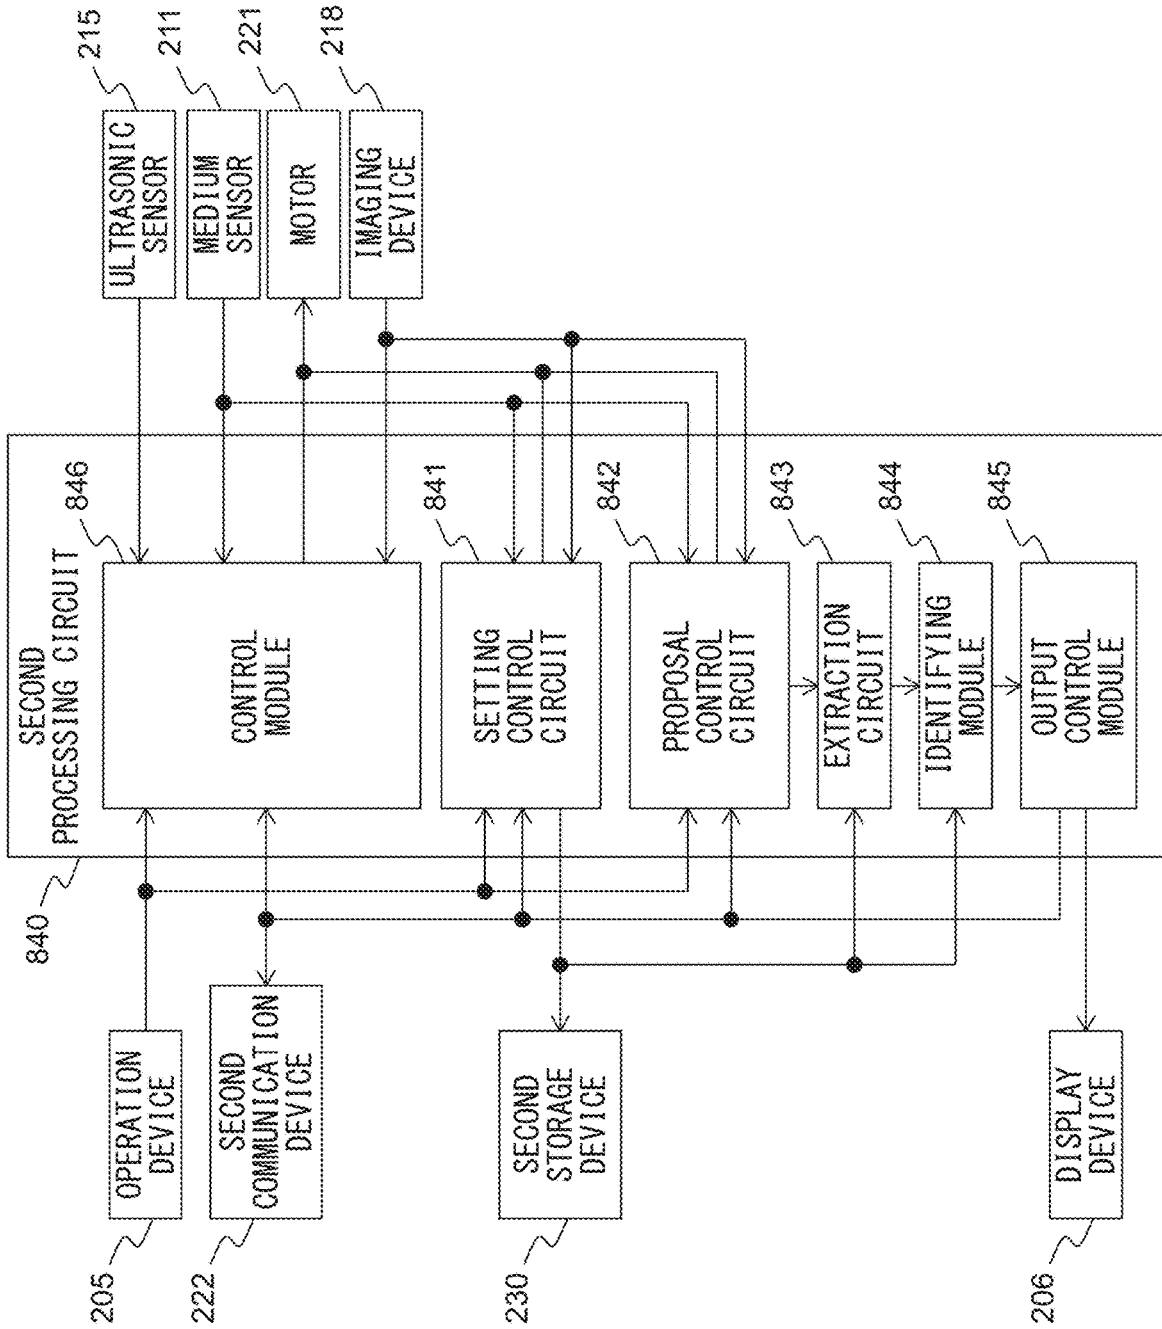 840
SECOND
PROCESSING CIRCUIT
205
OPERATION
DEVICE
222
SECOND
COMMUNICATION
DEVICE
230
SECOND
STORAGE
DEVICE
206
DISPLAY
DEVICE
846
CONTROL
MODULE
841
SETTING
CONTROL
CIRCUIT
842
PROPOSAL
CONTROL
CIRCUIT
843
EXTRACTION
CIRCUIT
844
IDENTIFYING
MODULE
845
OUTPUT
CONTROL
MODULE
215
ULTRASONIC
SENSOR
211
MEDIUM
SENSOR
221
MOTOR
218
IMAGING
DEVICE